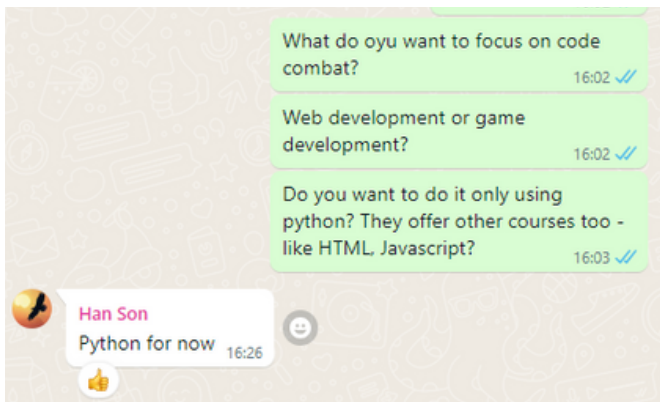 What do oyu want to focus on code
combat?
16:02
Web development or game
development?
16:02
Do you want to do it only using
python? They offer other courses too -
like HTML, Javascript?
16:03
Han Son
Python for now 16:26